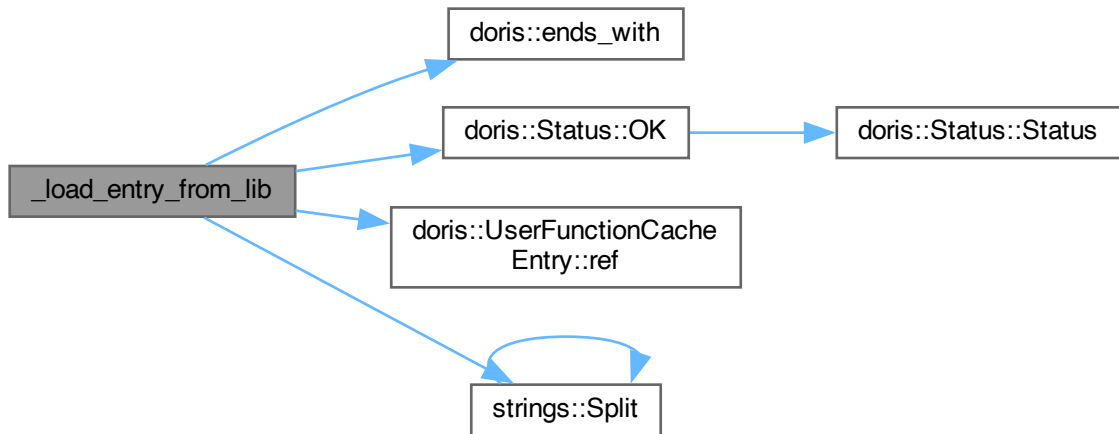 doris::ends_with
doris::Status::OK
doris::Status::Status
_load_entry_from_lib
doris::UserFunctionCache
Entry::ref
strings::Split